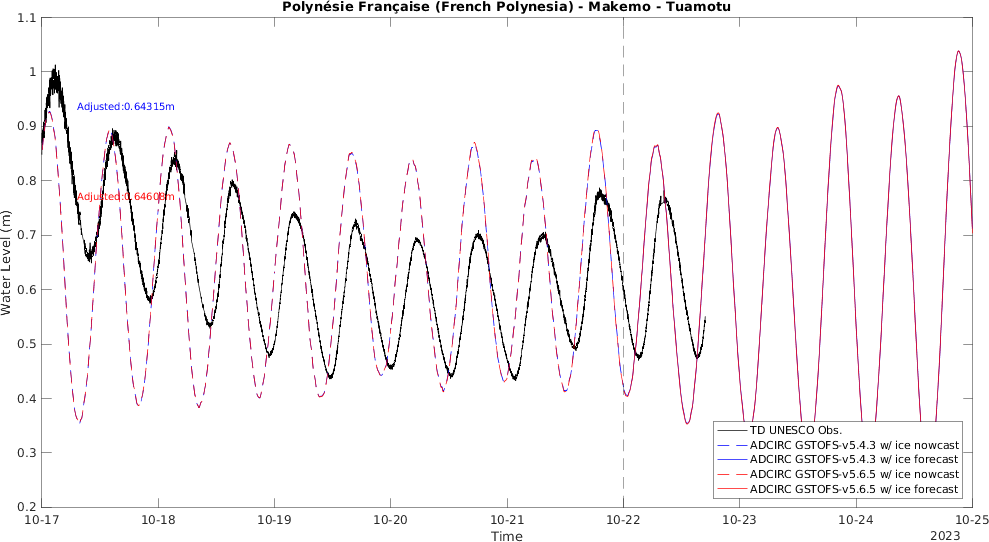 Polynésie Française (French Polynesia) - Makemo - Tuamotu
1.1
1
0.9
0.8
0.7
0.6
0.5
0.4
0.3
0.2
Water Level (m)
Adjusted:0.64315m
Adjusted:0.64608m
TD UNESCO Obs.
ADCIRC GSTOFS-v5.4.3 w/ ice nowcast
ADCIRC GSTOFS-v5.4.3 w/ ice forecast
ADCIRC GSTOFS-v5.6.5 w/ ice nowcast
ADCIRC GSTOFS-v5.6.5 w/ ice forecast
10-17 10-18 10-19 10-20 10-21 10-22 10-23 10-24 10-25
Time
2023